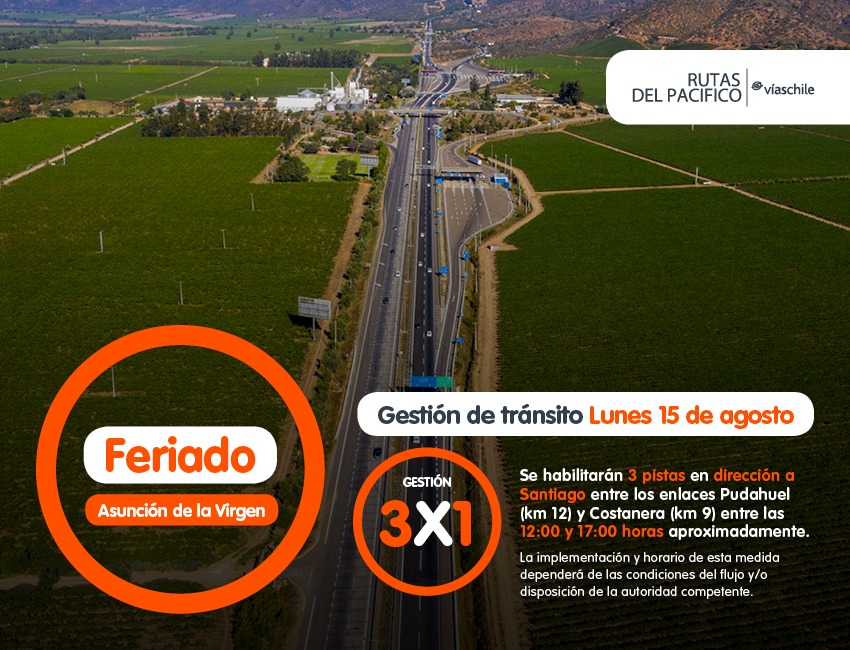 RUTAS
DEL PACIFICO
víaschile
Gestión de tránsito Lunes 15 de agosto
Feriado
Asunción de la Virgen
GESTIÓN
3X1
Se habilitarán 3 pistas en dirección a
Santiago entre los enlaces Pudahuel
(km 12) y Costanera (km 9) entre las
12:00 y 17:00 horas aproximadamente.
La implementación y horario de esta medida
dependerá de las condiciones del flujo y/o
disposición de la autoridad competente.